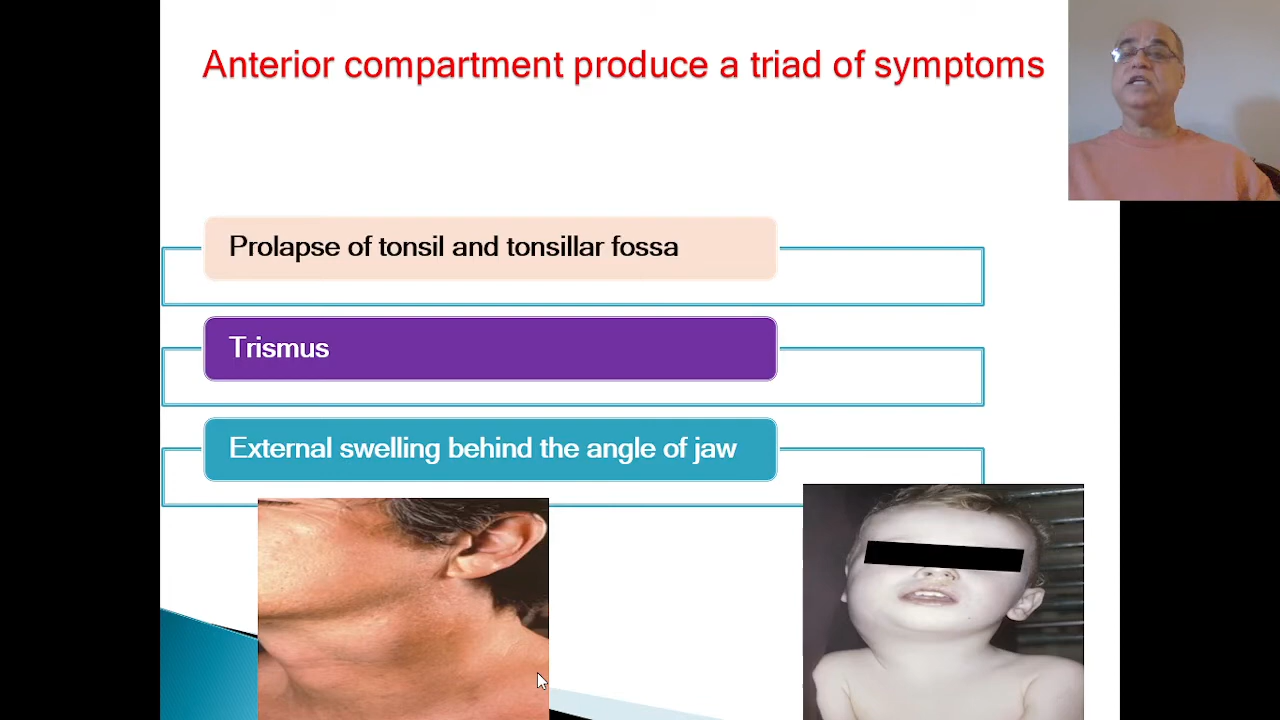 Anterior compartment produce a triad of symptoms
Prolapse of tonsil and tonsillar fossa
Trismus
External swelling behind the angle of jaw